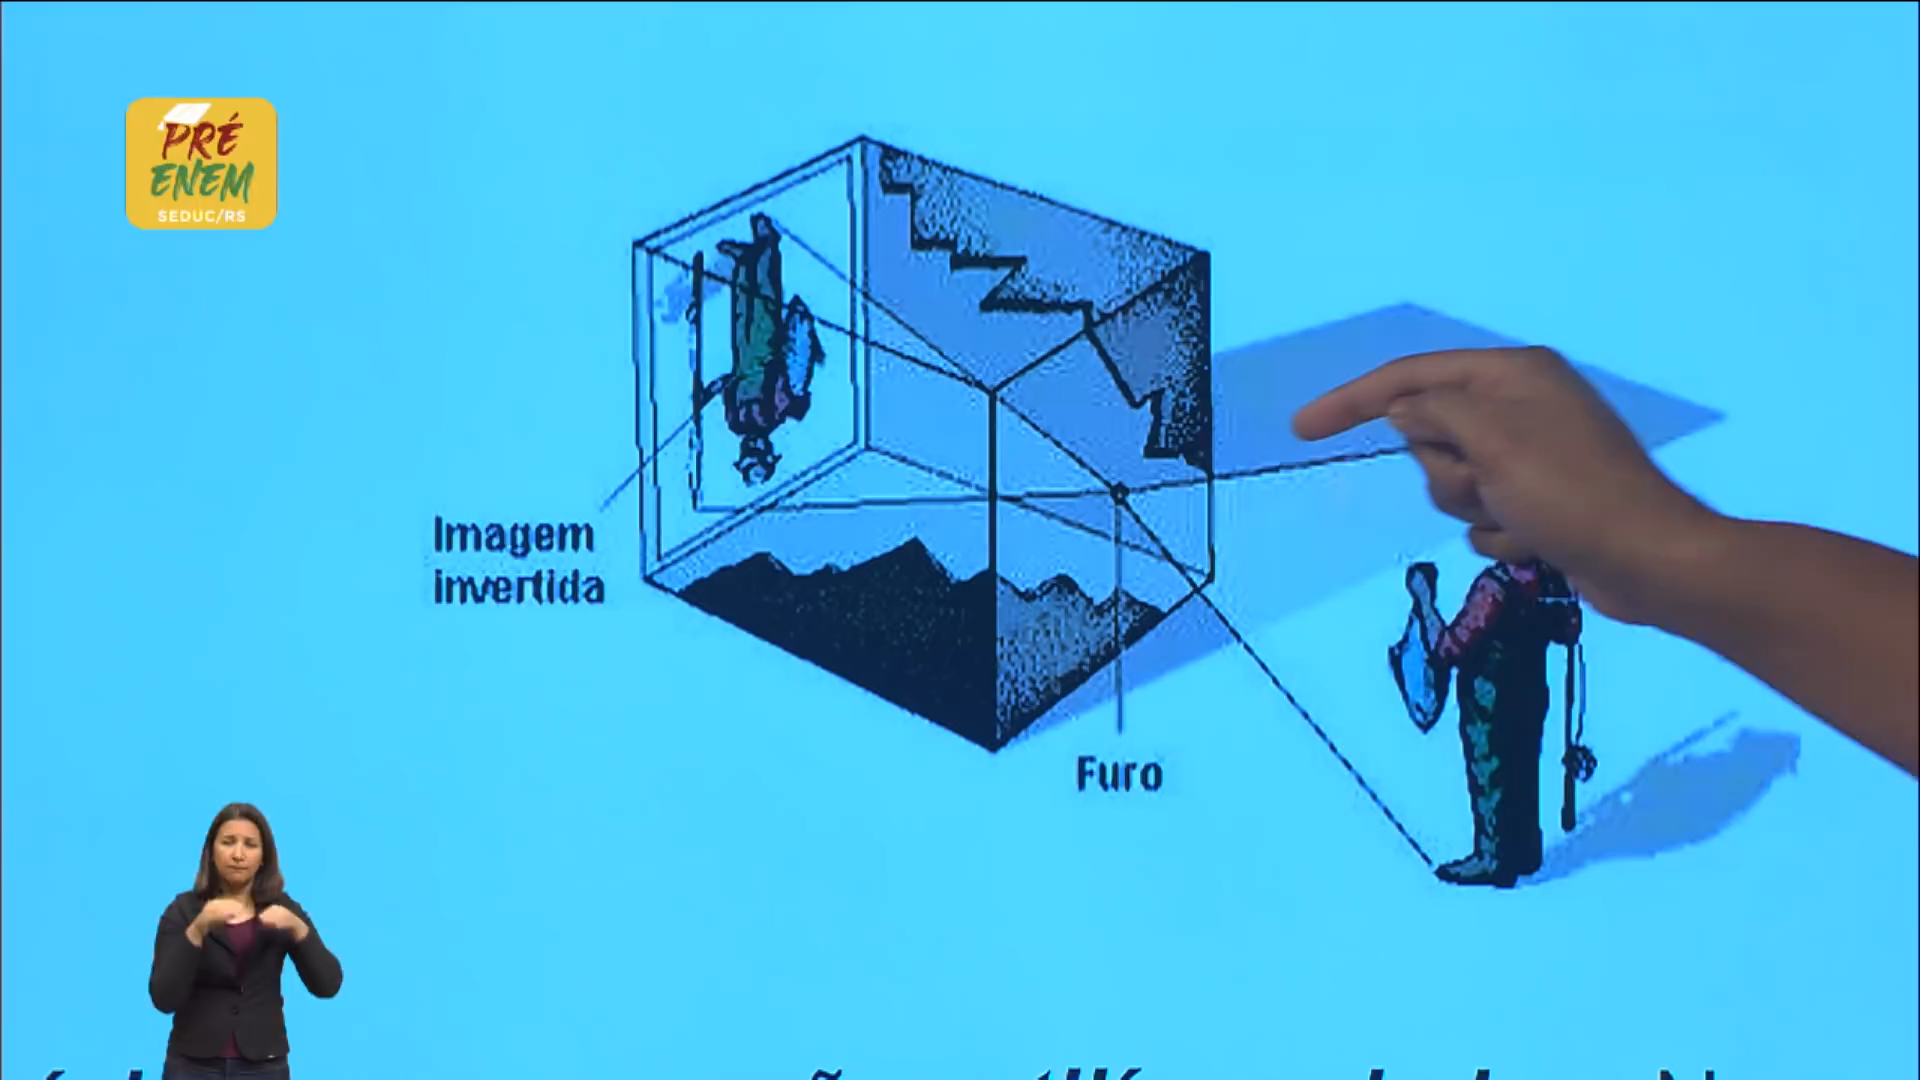 PRÉ
ENEM
SEDUC/RS
Imagem
invertida
Furo